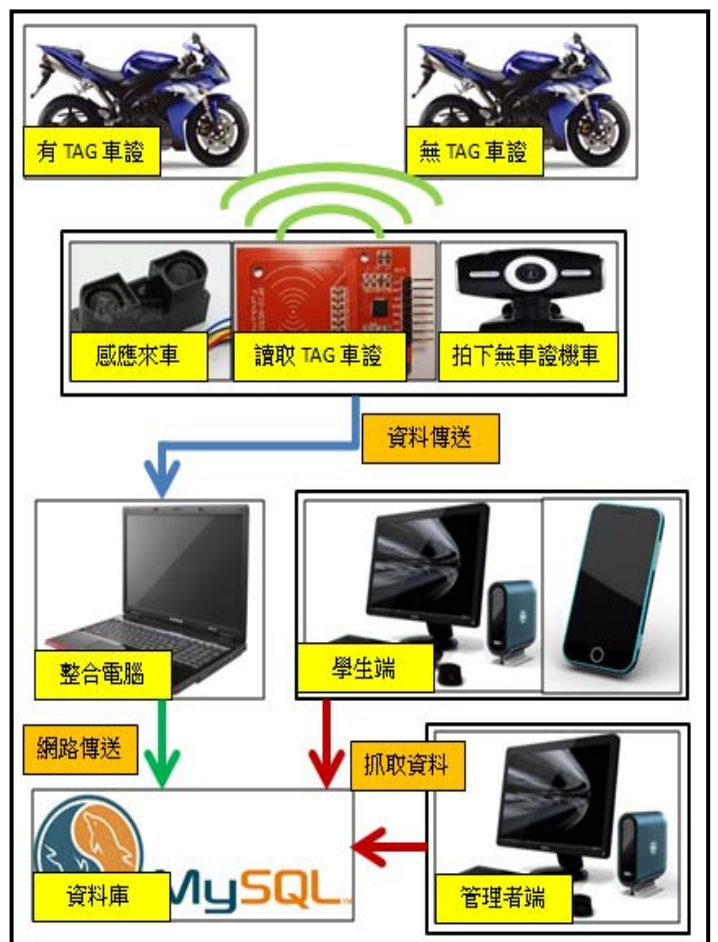 有 TAG 車證
無 TAG 車證
感應來車
讀取 TAG 車證
拍下無車證機車
資料傳送
整合電腦
學生端
網路傳送
抓取資料
MySQL
資料庫
管理者端